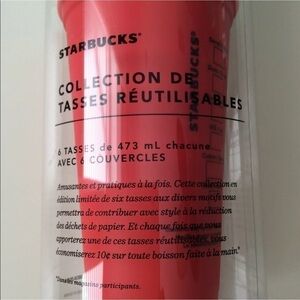 STARBUCKS®
COLLECTION DE
TASSES RÉUTILISABLES
6 TASSES de 473 mL chacune
AVEC 6 COUVERCLES
Amusantes et pratiques à la fois. Cette collection en
édition limitée de six tasses aux divers motifs vous
permettra de contribuer avec style à la réduction
des déchets de papier. Et chaque fois que vous
apporterez une de ces tasses réutilisables, vous
économiserez 10¢ sur toute boisson faite à la main.*
*Dans les magasins participants.
STARBUCKS®